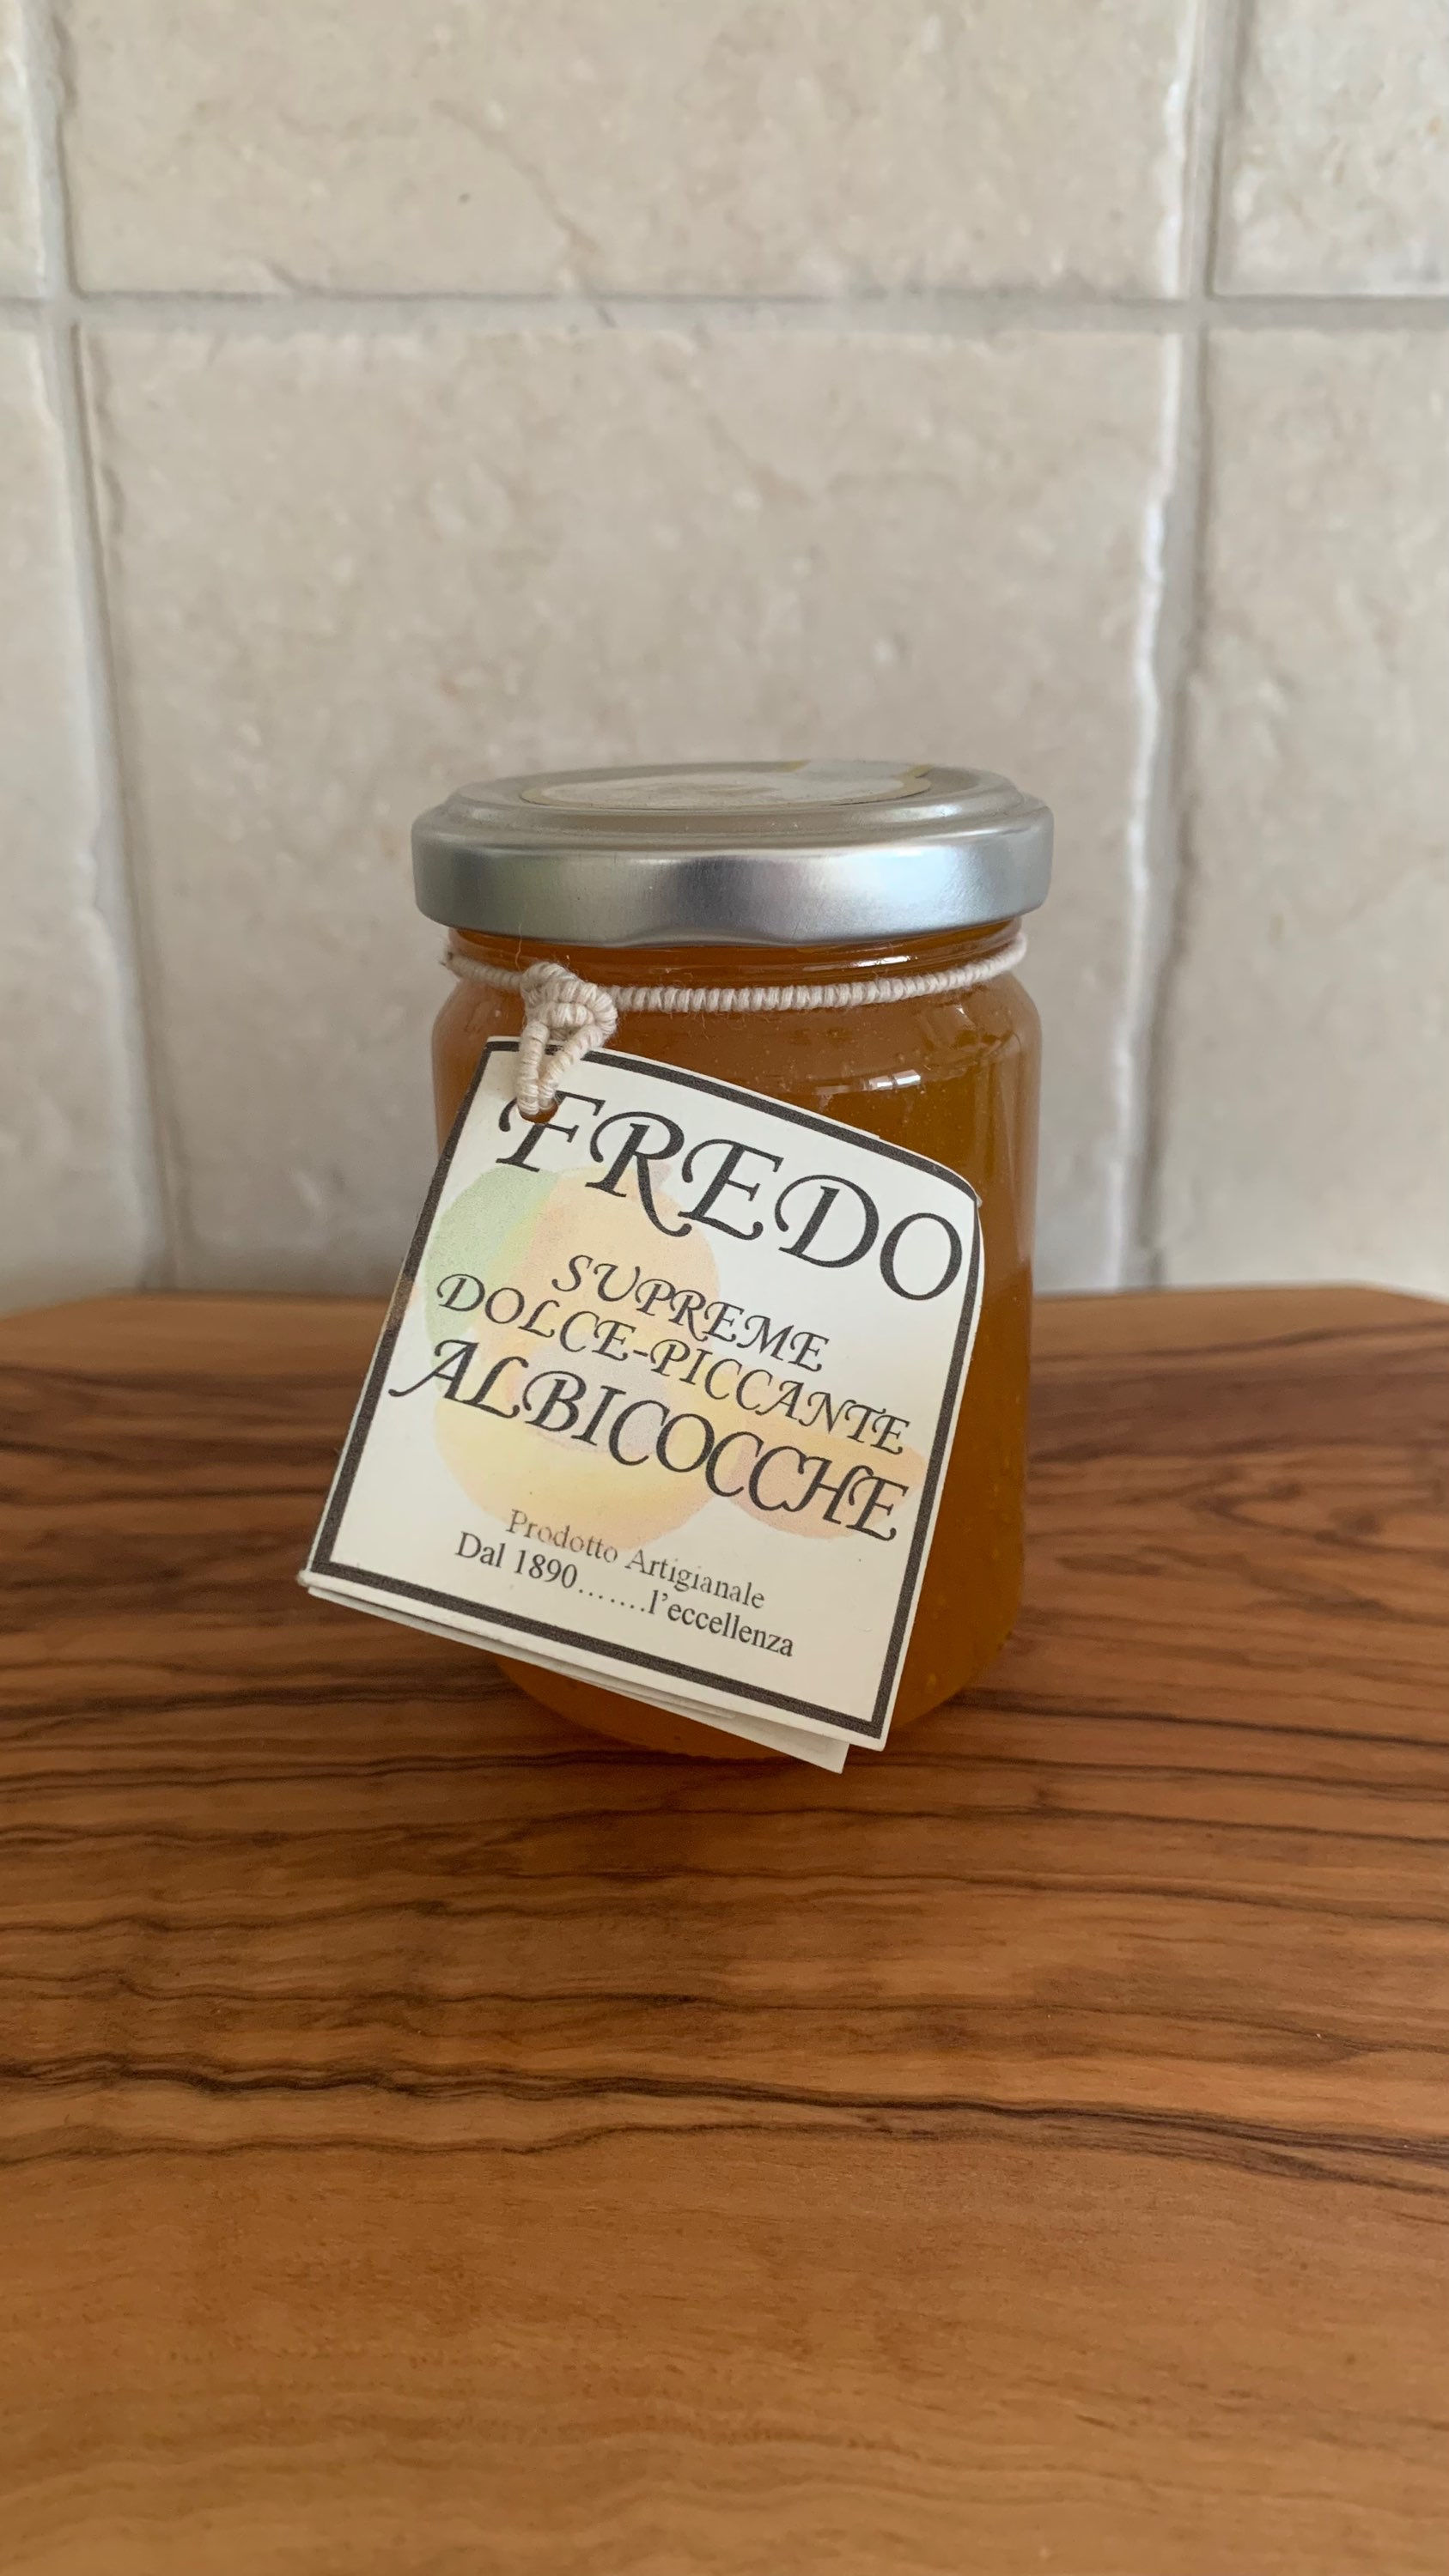 FREDO
SUPREME
DOLCE-PICCANTE
ALBICOCCHE
Prodotto Artigianale
Dal 1890.......l'eccellenza